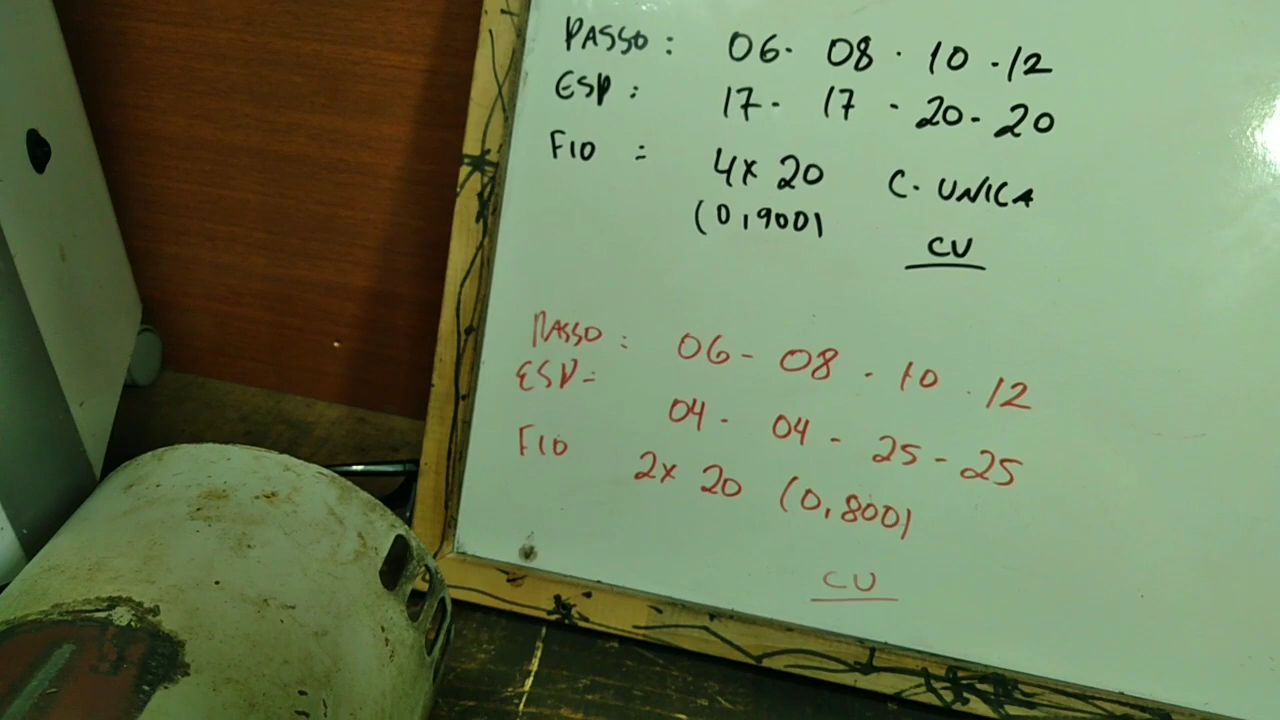 PASSO: 06. 08 . 10 . 12
ESP: 17- 17 - 20 - 20
FIO = 4x 20 C. UNICA
(0,900) CU
PASSO: 06 - 08 . 10 . 12
ESP= 04 - 04 - 25 - 25
FIO 2x 20 (0,800)
CU